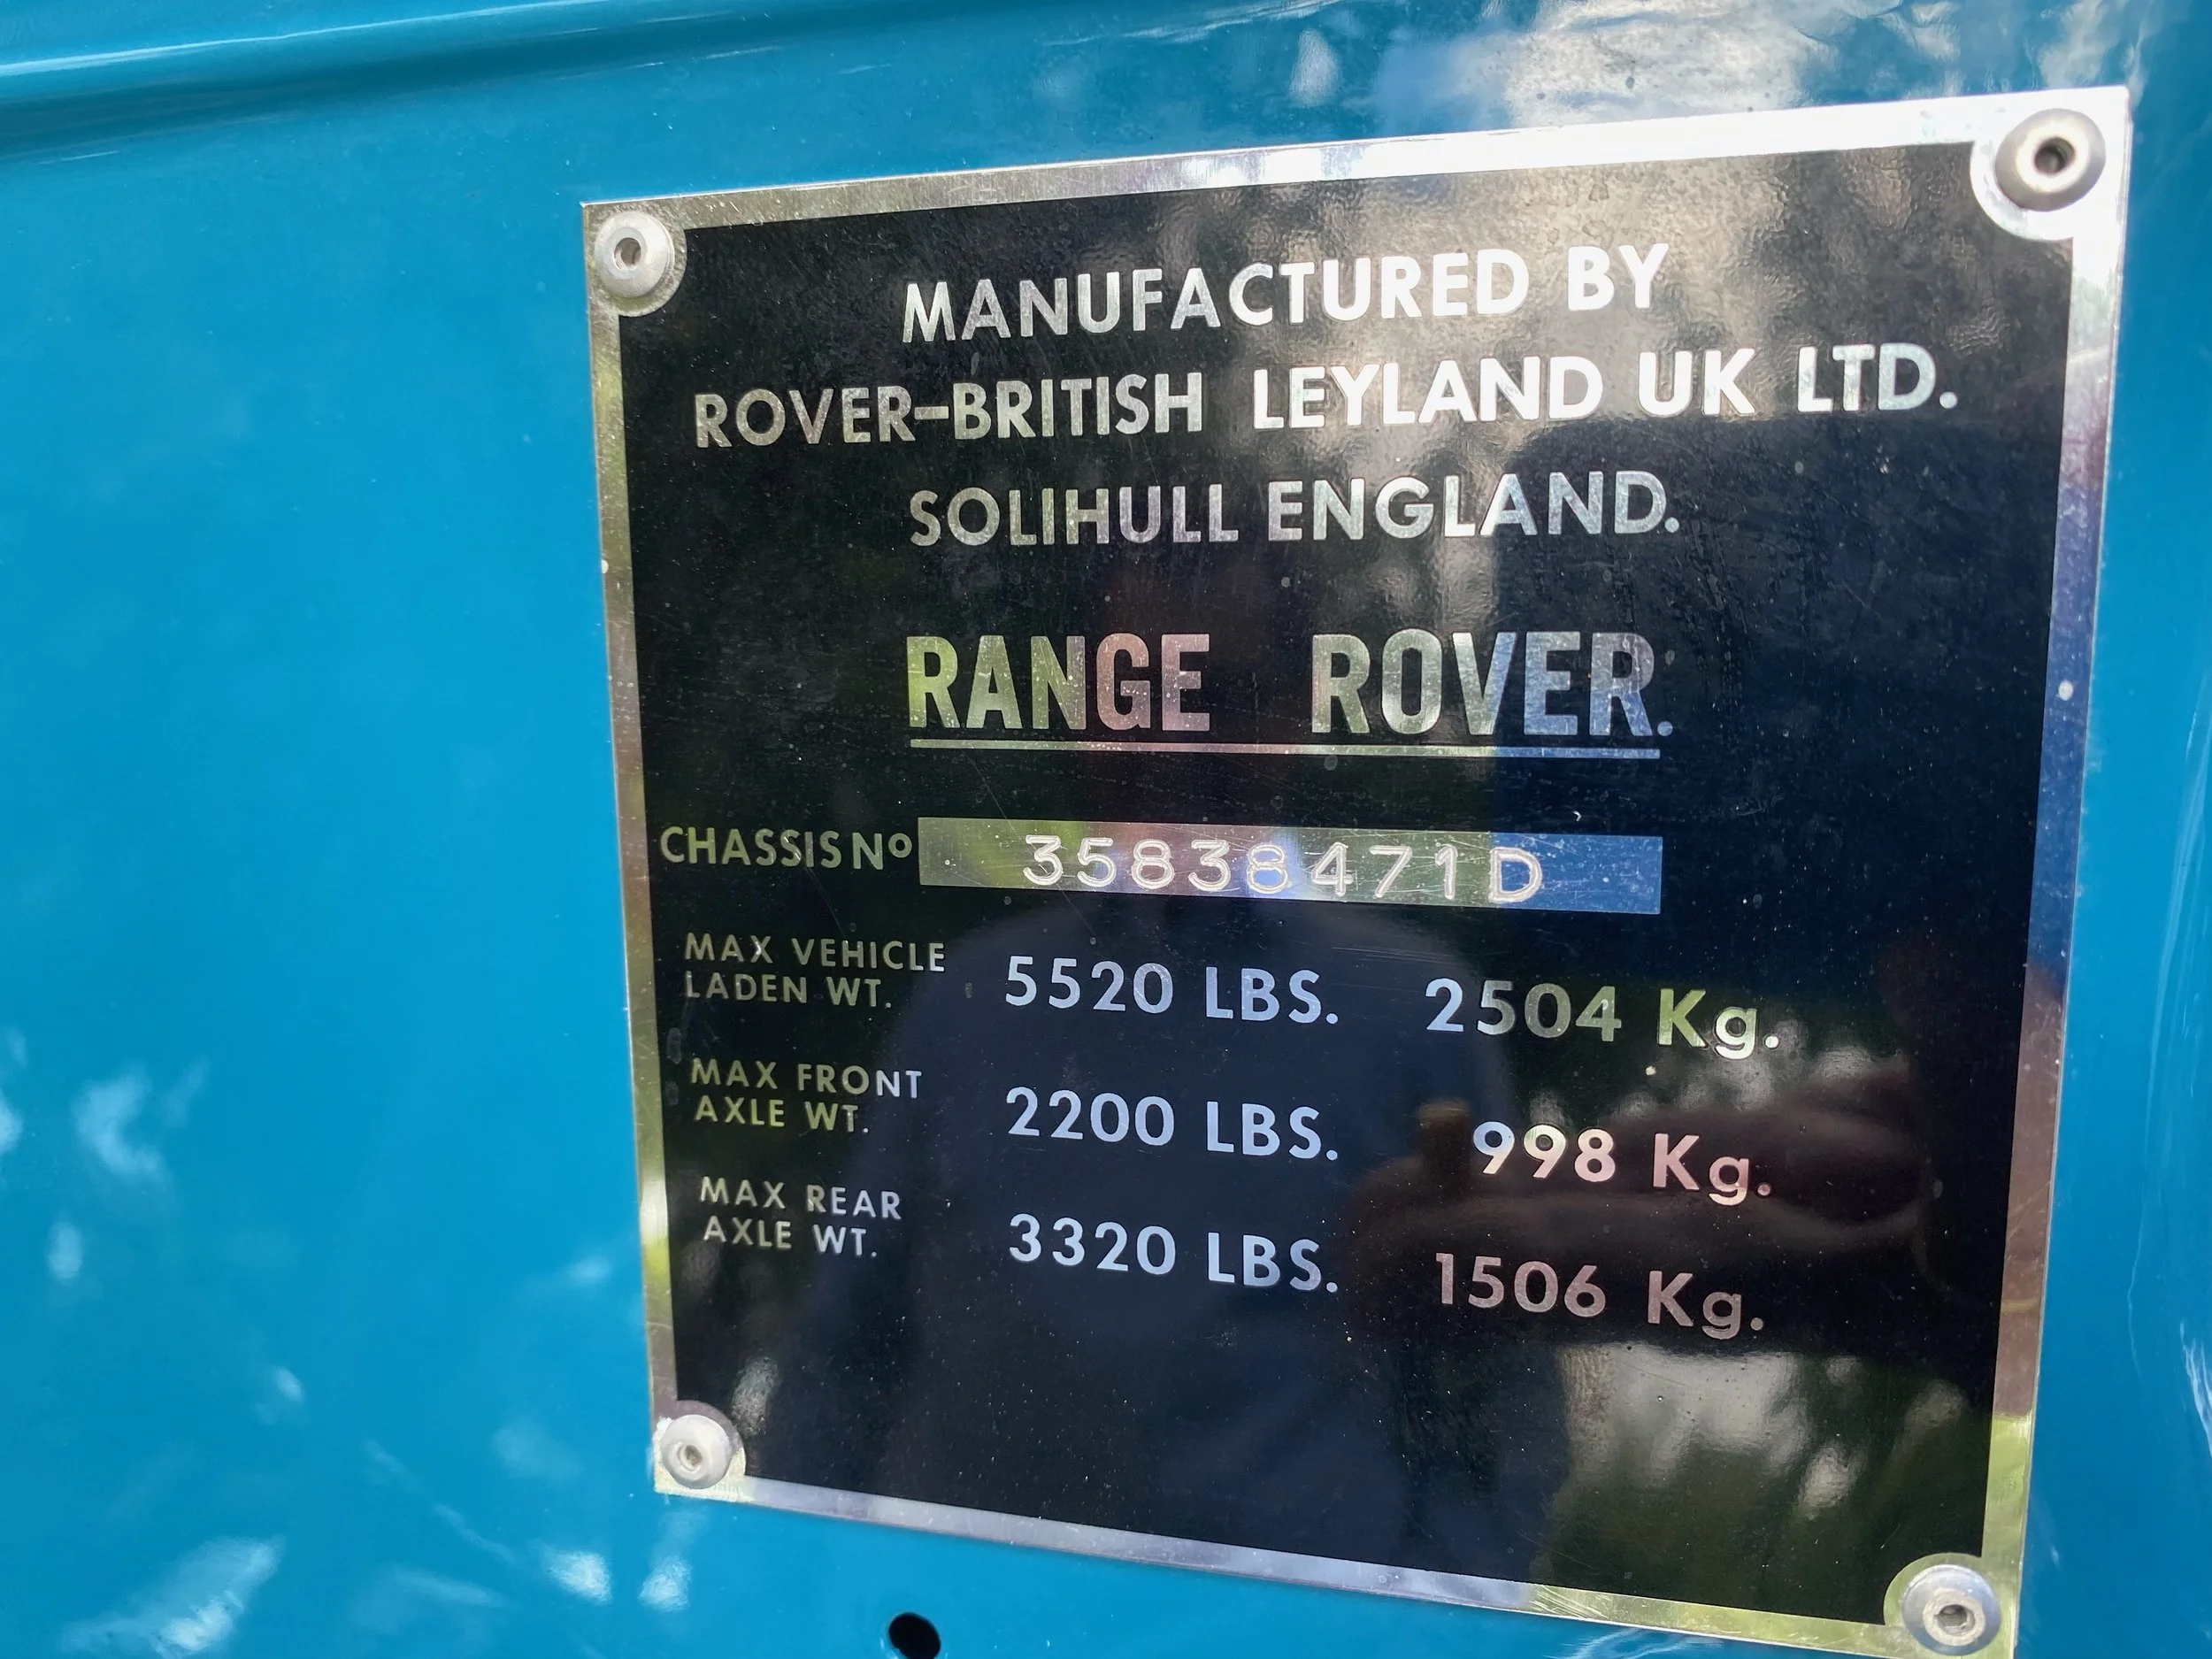 MANUFACTURED BY
ROVER-BRITISH LEYLAND UK LTD.
SOLIHULL ENGLAND.
RANGE ROVER.
CHASSIS Nº 35838471D
MAX VEHICLE
LADEN WT. 5520 LBS. 2504 Kg.
MAX FRONT
AXLE WT. 2200 LBS. 998 Kg.
MAX REAR
AXLE WT. 3320 LBS. 1506 Kg.